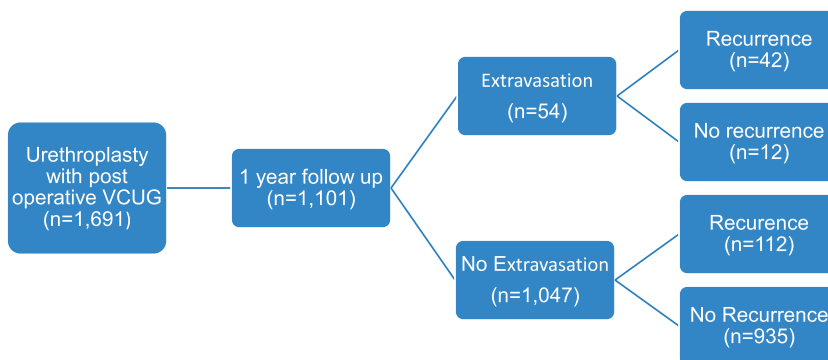 Urethroplasty
with post
operative VCUG
(n=1,691)
1 year follow up
(n=1,101)
Extravasation
(n=54)
No Extravasation
(n=1,047)
Recurrence
(n=42)
No recurrence
(n=12)
Recurence
(n=112)
No Recurrence
(n=935)